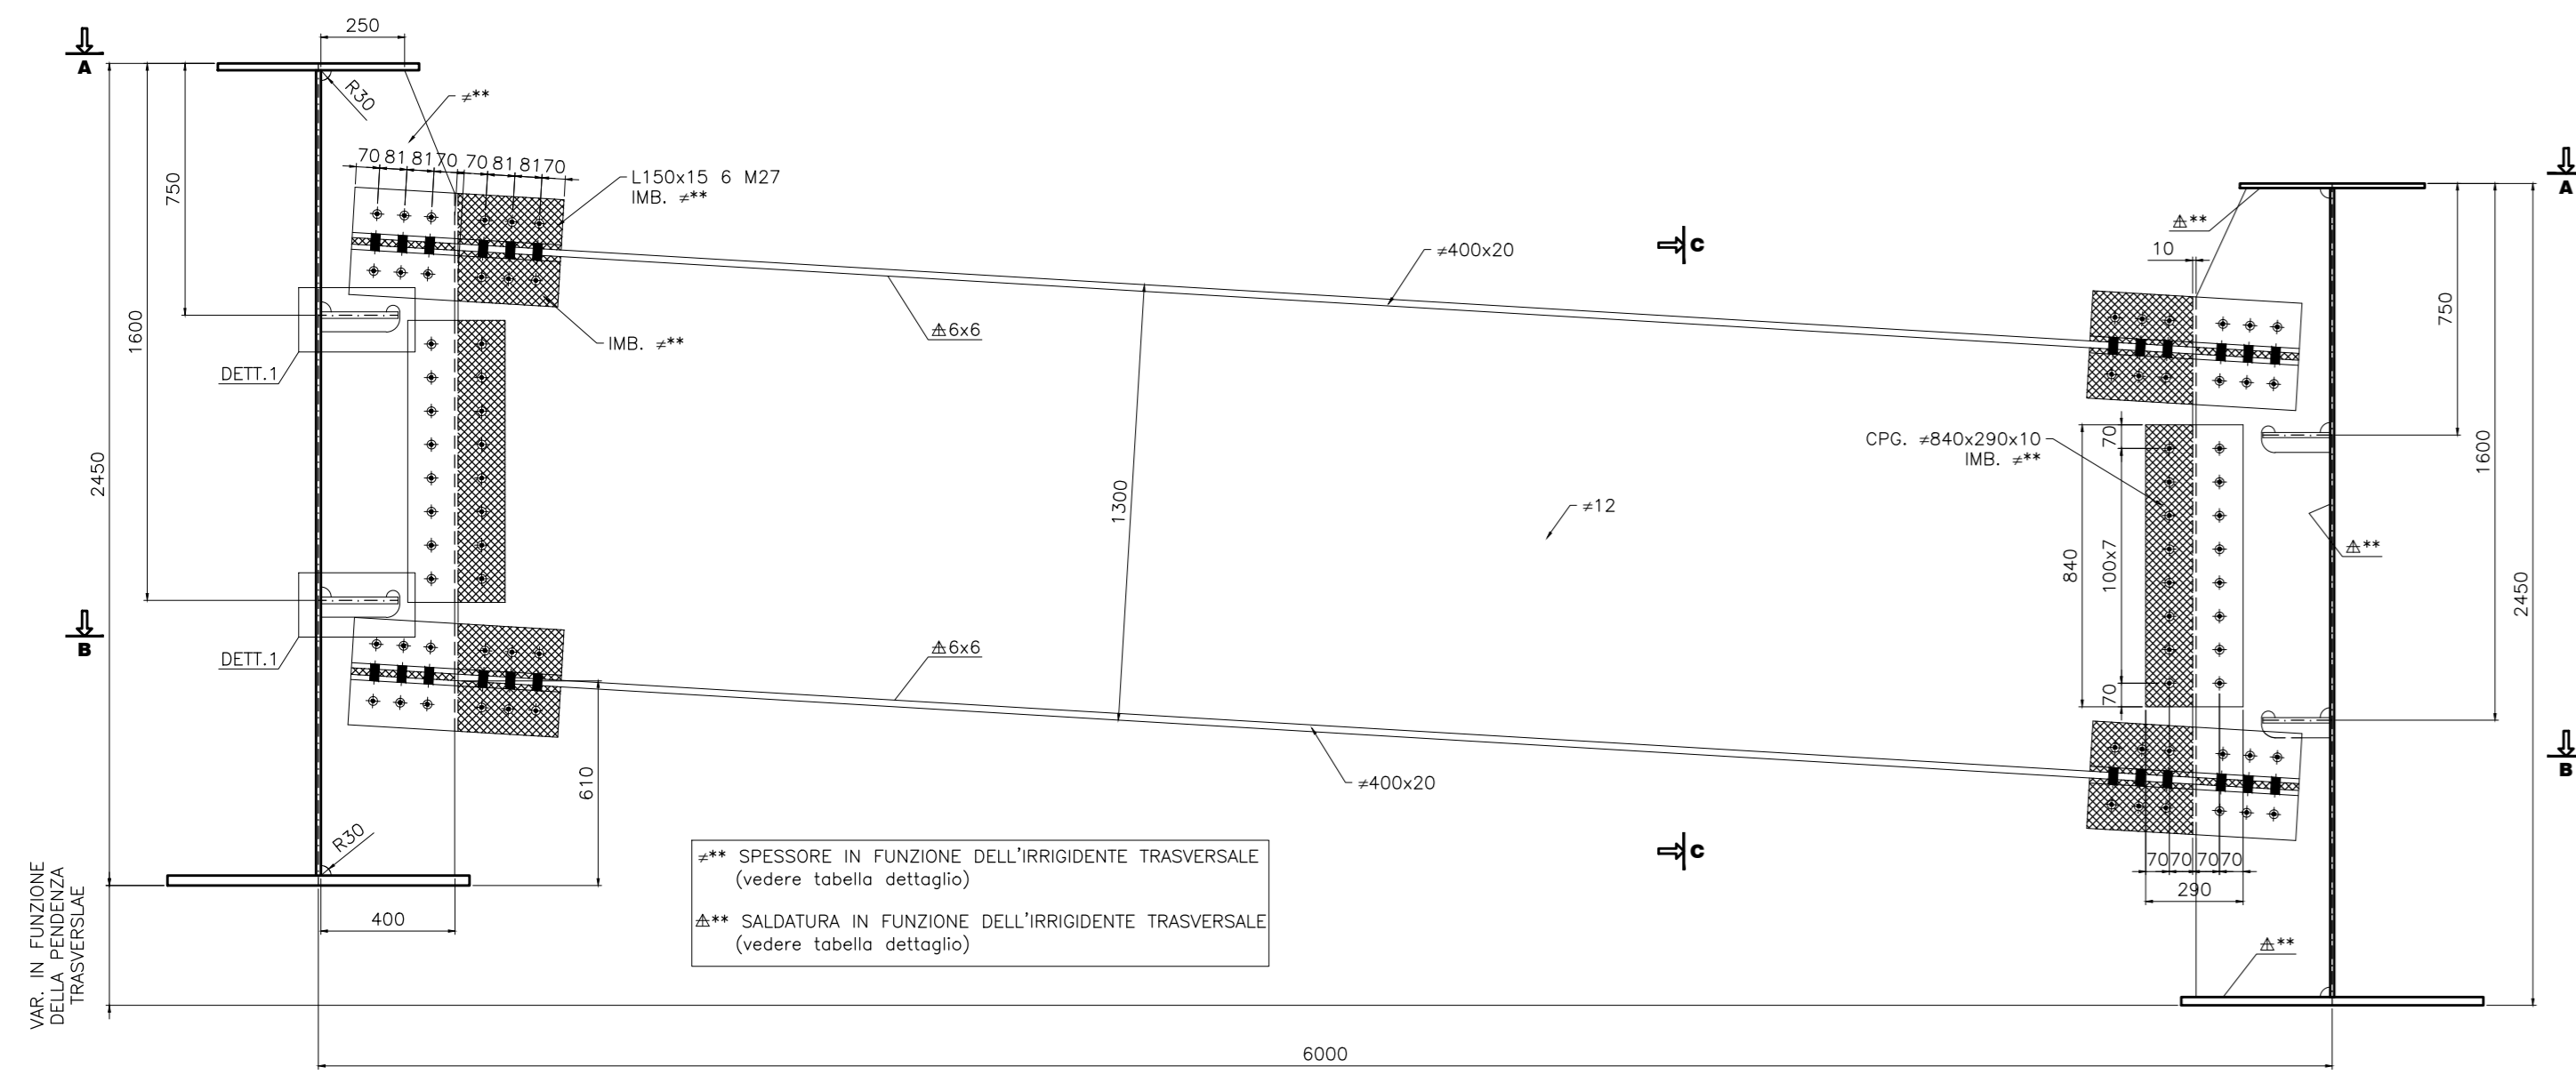 250
A
A
R30
≠**
70 81 81 70 70 81 81 70
L150x15 6 M27
IMB. ≠**
750
⧋**
10
C
≠400x20
1600
⧋6x6
IMB. ≠**
DETT.1
750
CPG. ≠840x290x10
IMB. ≠**
70
1600
2450
1300
≠12
840
100x7
⧋**
2450
B
DETT.1
⧋6x6
70
B
610
≠400x20
R30
VAR. IN FUNZIONE
DELLA PENDENZA
TRASVERSLAE
≠** SPESSORE IN FUNZIONE DELL'IRRIGIDENTE TRASVERSALE
(vedere tabella dettaglio)
⧋** SALDATURA IN FUNZIONE DELL'IRRIGIDENTE TRASVERSALE
(vedere tabella dettaglio)
C
70 70 70 70
290
400
⧋**
6000